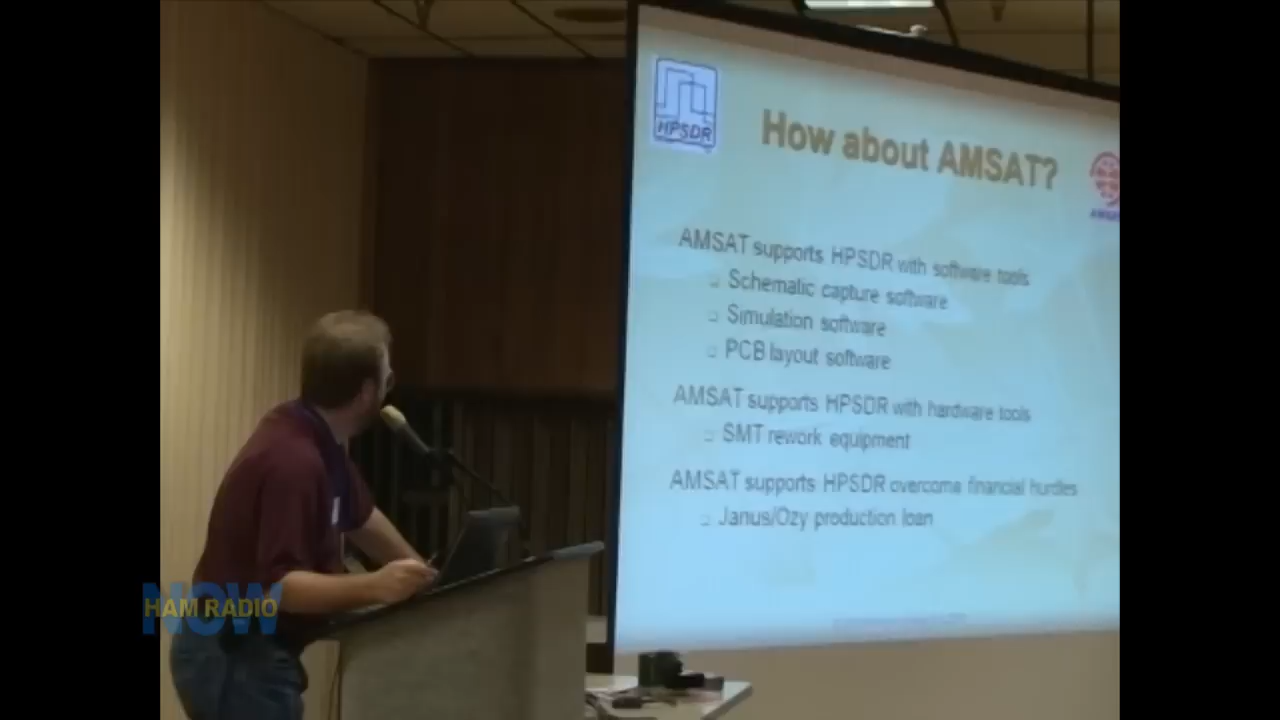 HPSDR
How about AMSAT?
AMSAT supports HPSDR with software tools
Schematic capture software
Simulation software
PCB layout software
AMSAT supports HPSDR with hardware tools
SMT rework equipment
AMSAT supports HPSDR overcome financial hurdles
Janus/Ozy production loan
NOW
HAM RADIO